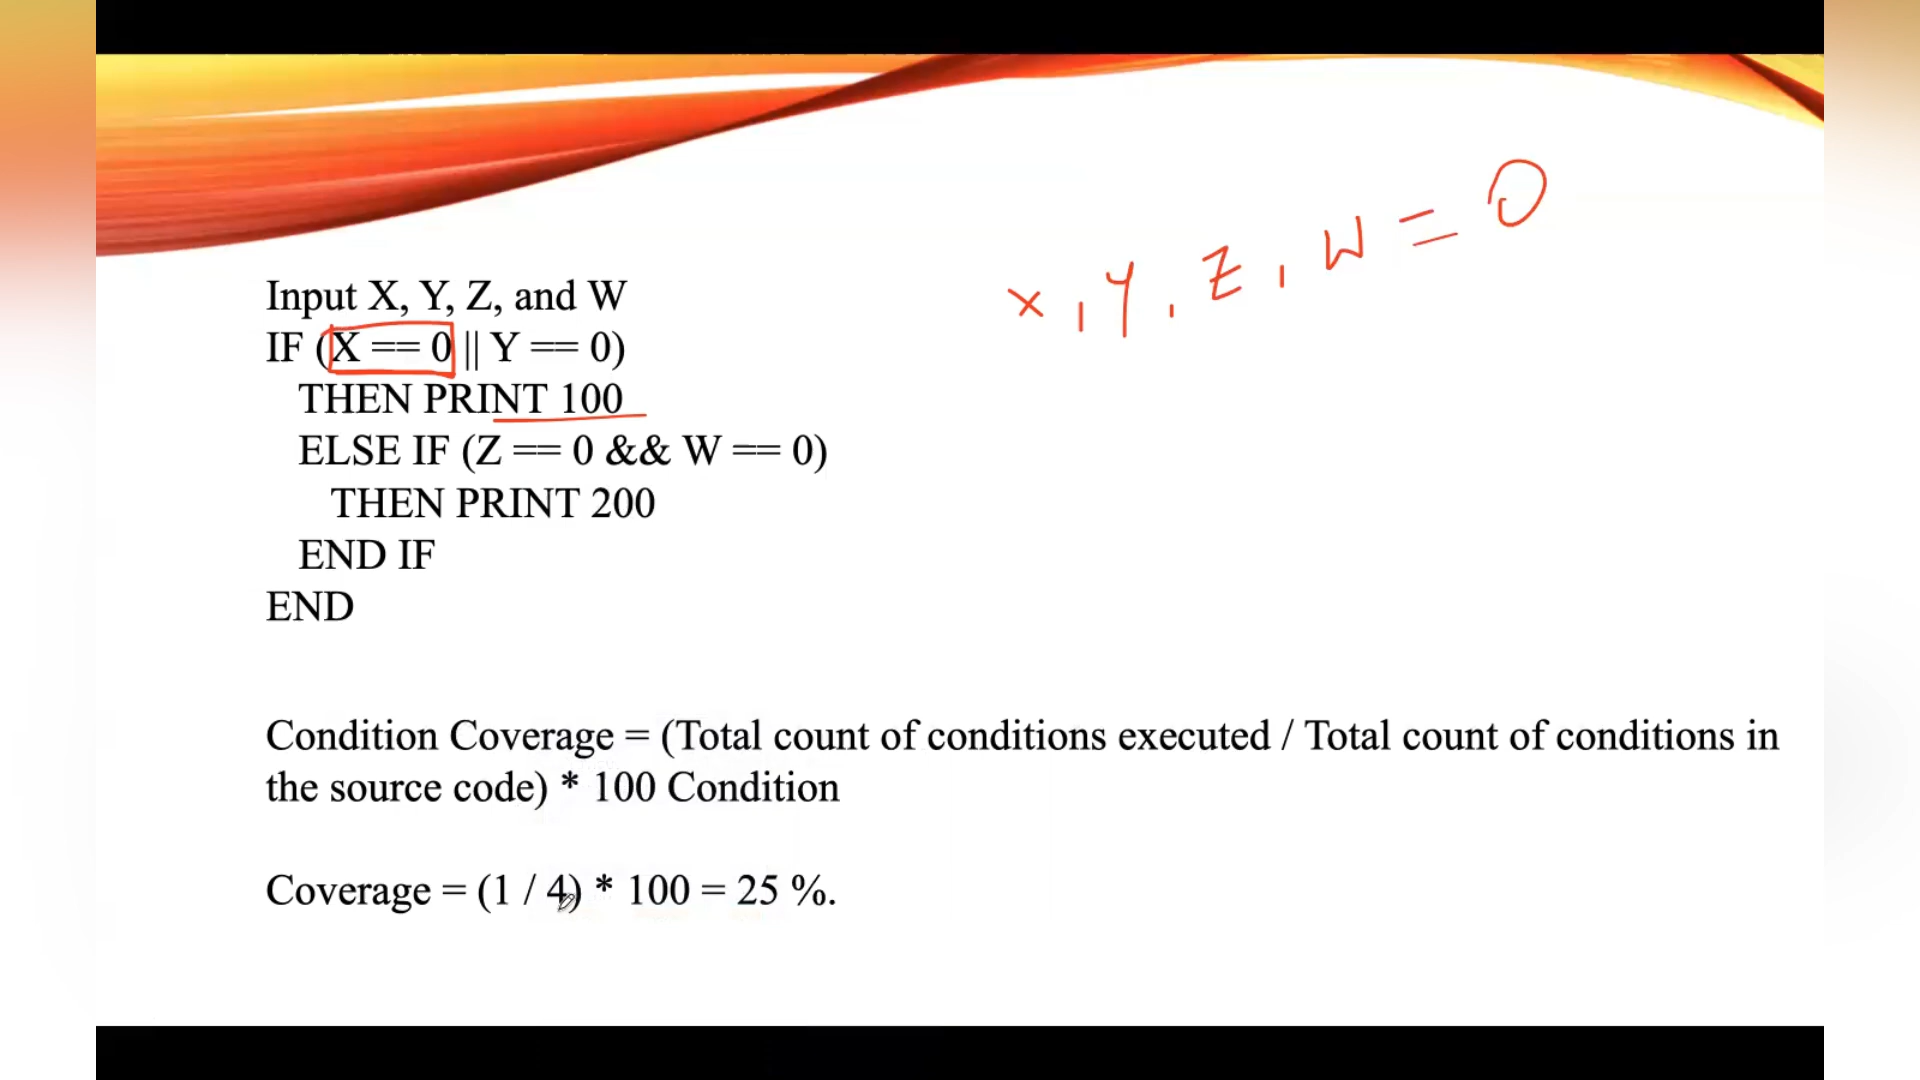 x, y, z, w = 0
Input X, Y, Z, and W
IF (X == 0 || Y == 0)
THEN PRINT 100
ELSE IF (Z == 0 && W == 0)
THEN PRINT 200
END IF
END
Condition Coverage = (Total count of conditions executed / Total count of conditions in
the source code) * 100 Condition
Coverage = (1 / 4) * 100 = 25 %.